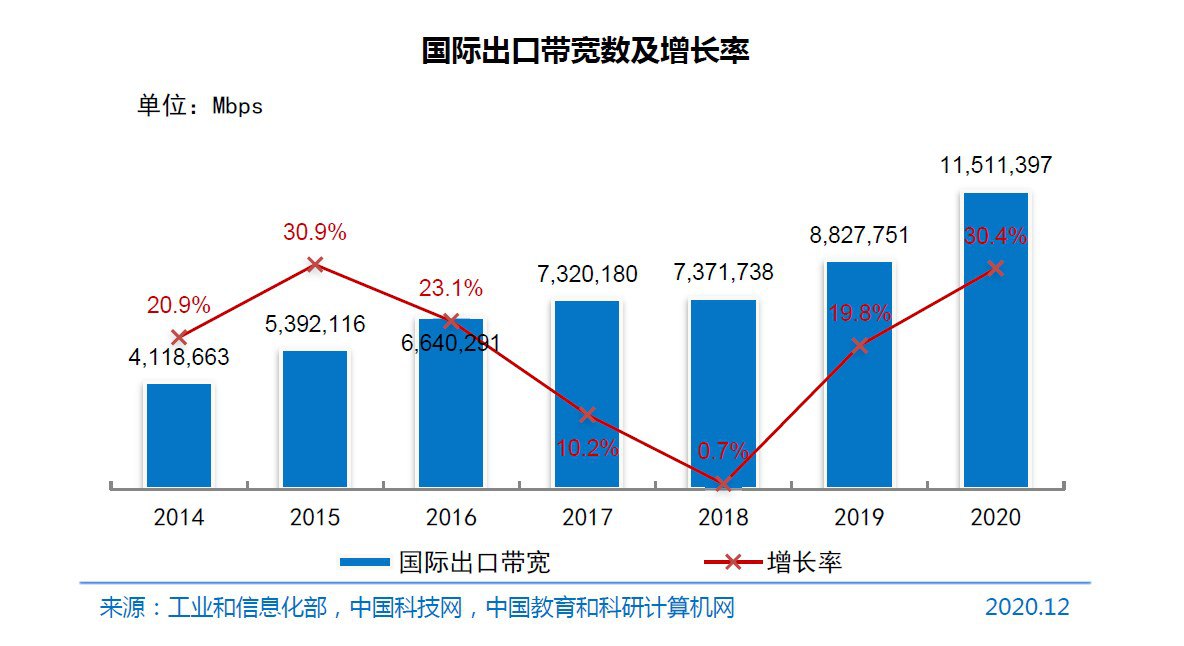 国际出口带宽数及增长率
单位：Mbps
11,511,397
30.9%
8,827,751
30.4%
20.9%
23.1%
7,320,180
7,371,738
4,118,663
5,392,116
6,640,291
19.8%
10.2%
0.7%
2014 2015 2016 2017 2018 2019 2020
国际出口带宽 增长率
来源：工业和信息化部，中国科技网，中国教育和科研计算机网 2020.12